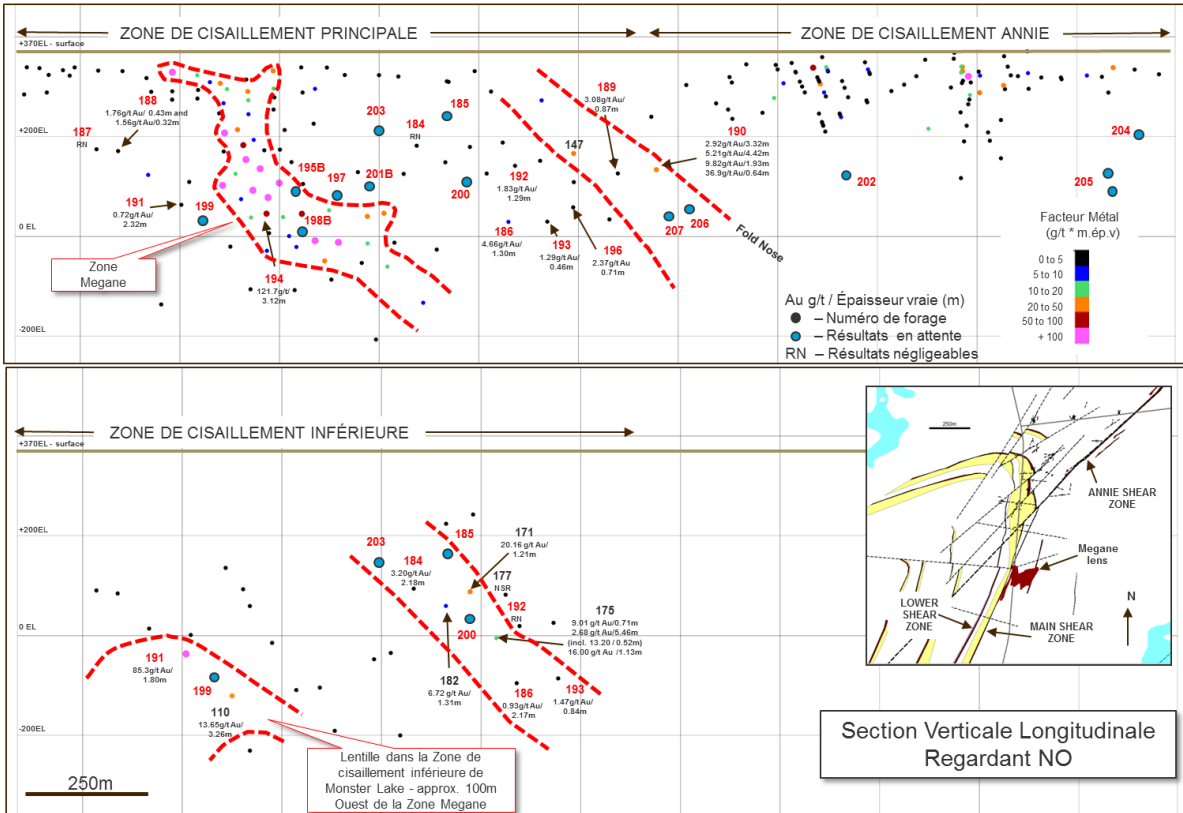 ZONE DE CISAILLEMENT PRINCIPALE
ZONE DE CISAILLEMENT ANNIE
+370EL - surface
+200EL
0 EL
-200EL
188
1.76g/t Au/ 0.43m and
1.56g/t Au/0.32m
187
RN
191
0.72g/t Au/
2.32m
199
Zone
Megane
194
121.7g/t/
3.12m
195B
198B
197
201B
203
184
RN
185
200
192
1.83g/t Au/
1.29m
186
4.66g/t Au/
1.30m
193
1.29g/t Au/
0.46m
147
196
2.37g/t Au
0.71m
189
3.08g/t Au/
0.87m
190
2.92g/t Au/3.32m
5.21g/t Au/4.42m
9.82g/t Au/1.93m
36.9g/t Au/0.64m
207
206
Fold Nose
202
204
205
Au g/t / Épaisseur vraie (m)
– Numéro de forage
– Résultats en attente
RN – Résultats négligeables
Facteur Métal
(g/t * m.ép.v)
0 to 5
5 to 10
10 to 20
20 to 50
50 to 100
+ 100
ZONE DE CISAILLEMENT INFÉRIEURE
+370EL - surface
+200EL
0 EL
-200EL
191
85.3g/t Au/
1.80m
199
110
13.65g/t Au/
3.26m
203
184
3.20g/t Au/
2.18m
185
171
20.16 g/t Au/
1.21m
177
NSR
192
RN
200
175
9.01 g/t Au/0.71m
2.68 g/t Au/5.46m
(incl. 13.20 / 0.52m)
16.00 g/t Au /1.13m
182
6.72 g/t Au/
1.31m
186
0.93g/t Au/
2.17m
193
1.47g/t Au/
0.84m
Lentille dans la Zone de
cisaillement inférieure de
Monster Lake - approx. 100m
Ouest de la Zone Megane
250m
250m
ANNIE SHEAR
ZONE
Megane
lens
LOWER
SHEAR
ZONE
MAIN SHEAR
ZONE
N
Section Verticale Longitudinale
Regardant NO